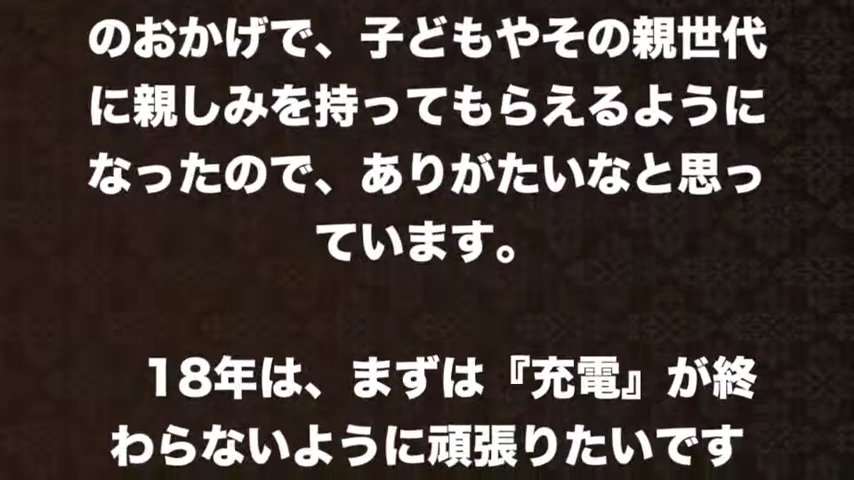 のおかげで、子どもやその親世代
に親しみを持ってもらえるように
なったので、ありがたいなと思っ
ています。
18年は、まずは『充電』が終
わらないように頑張りたいです